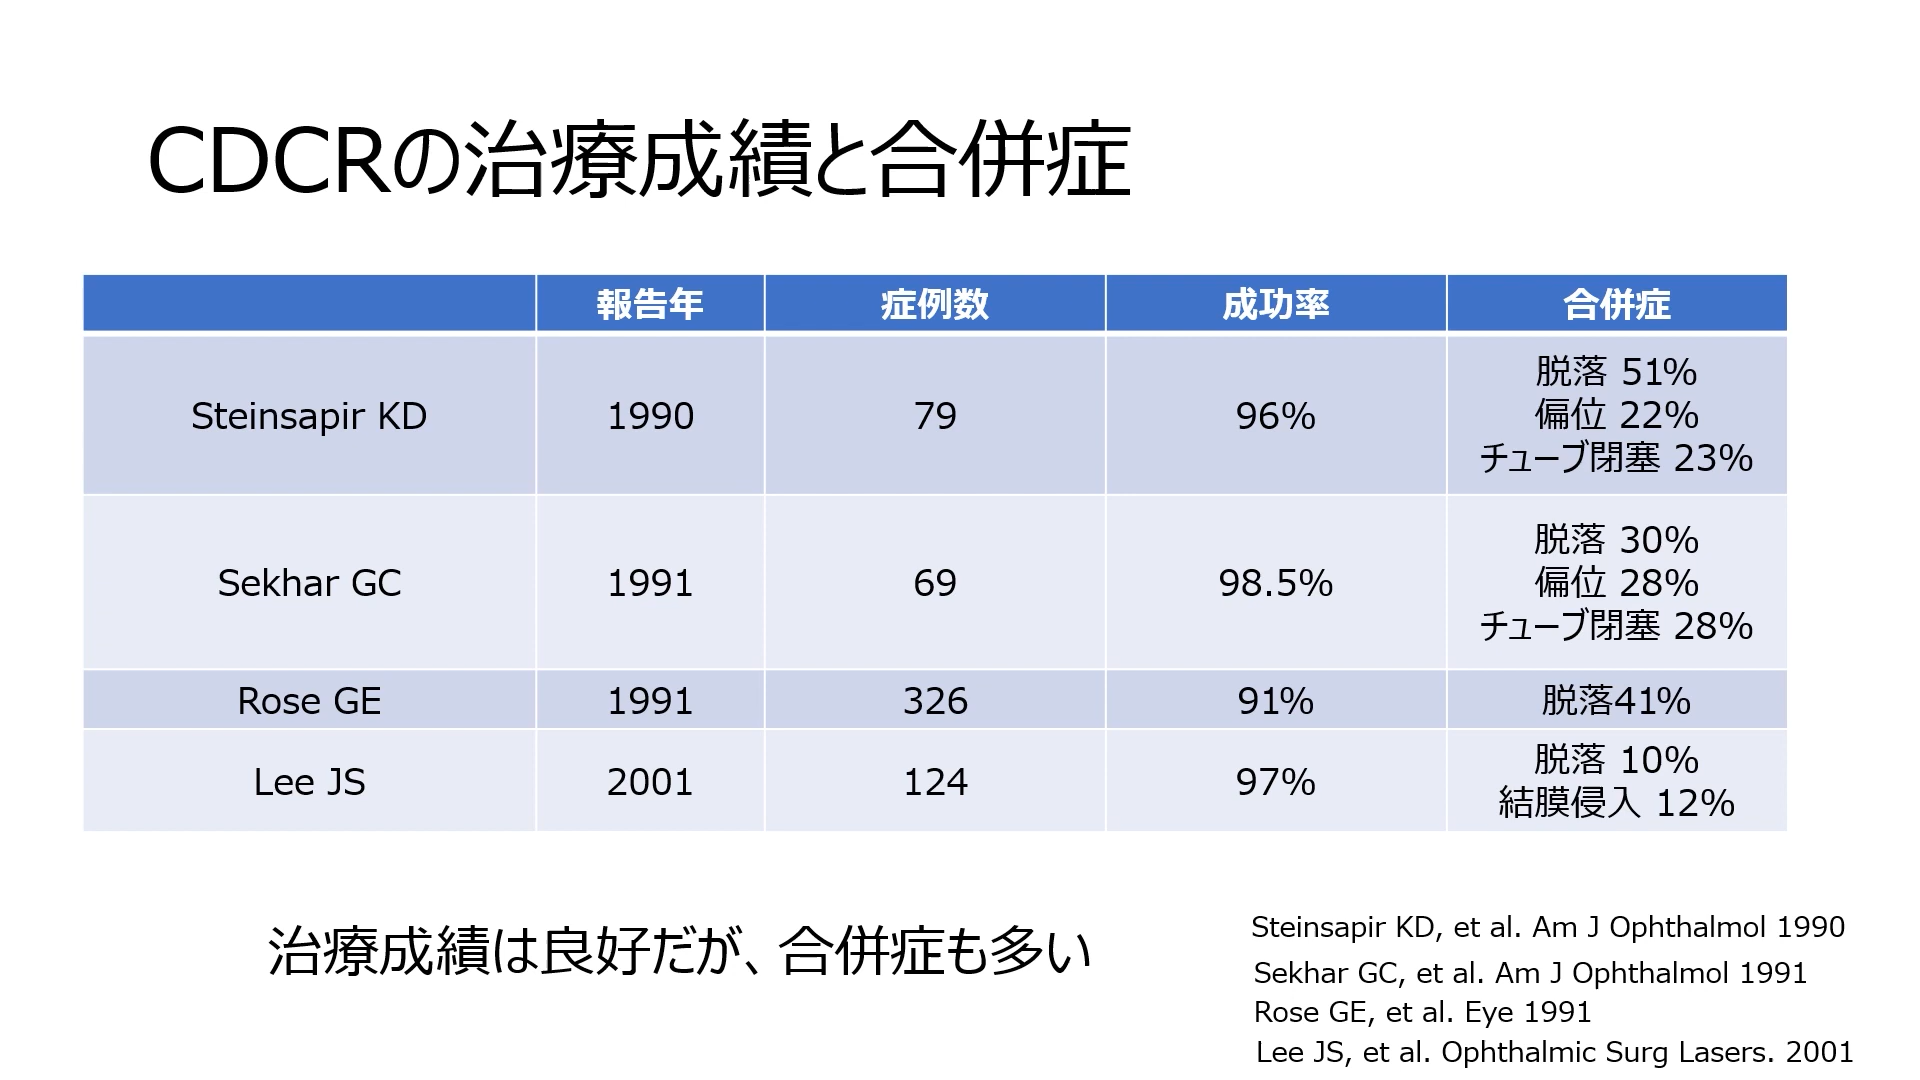 CDCRの治療成績と合併症
報告年 症例数 成功率 合併症
Steinsapir KD 1990 79 96% 脱落 51%
偏位 22%
チューブ閉塞 23%
Sekhar GC 1991 69 98.5% 脱落 30%
偏位 28%
チューブ閉塞 28%
Rose GE 1991 326 91% 脱落41%
Lee JS 2001 124 97% 脱落 10%
結膜侵入 12%
治療成績は良好だが、合併症も多い
Steinsapir KD, et al. Am J Ophthalmol 1990
Sekhar GC, et al. Am J Ophthalmol 1991
Rose GE, et al. Eye 1991
Lee JS, et al. Ophthalmic Surg Lasers. 2001